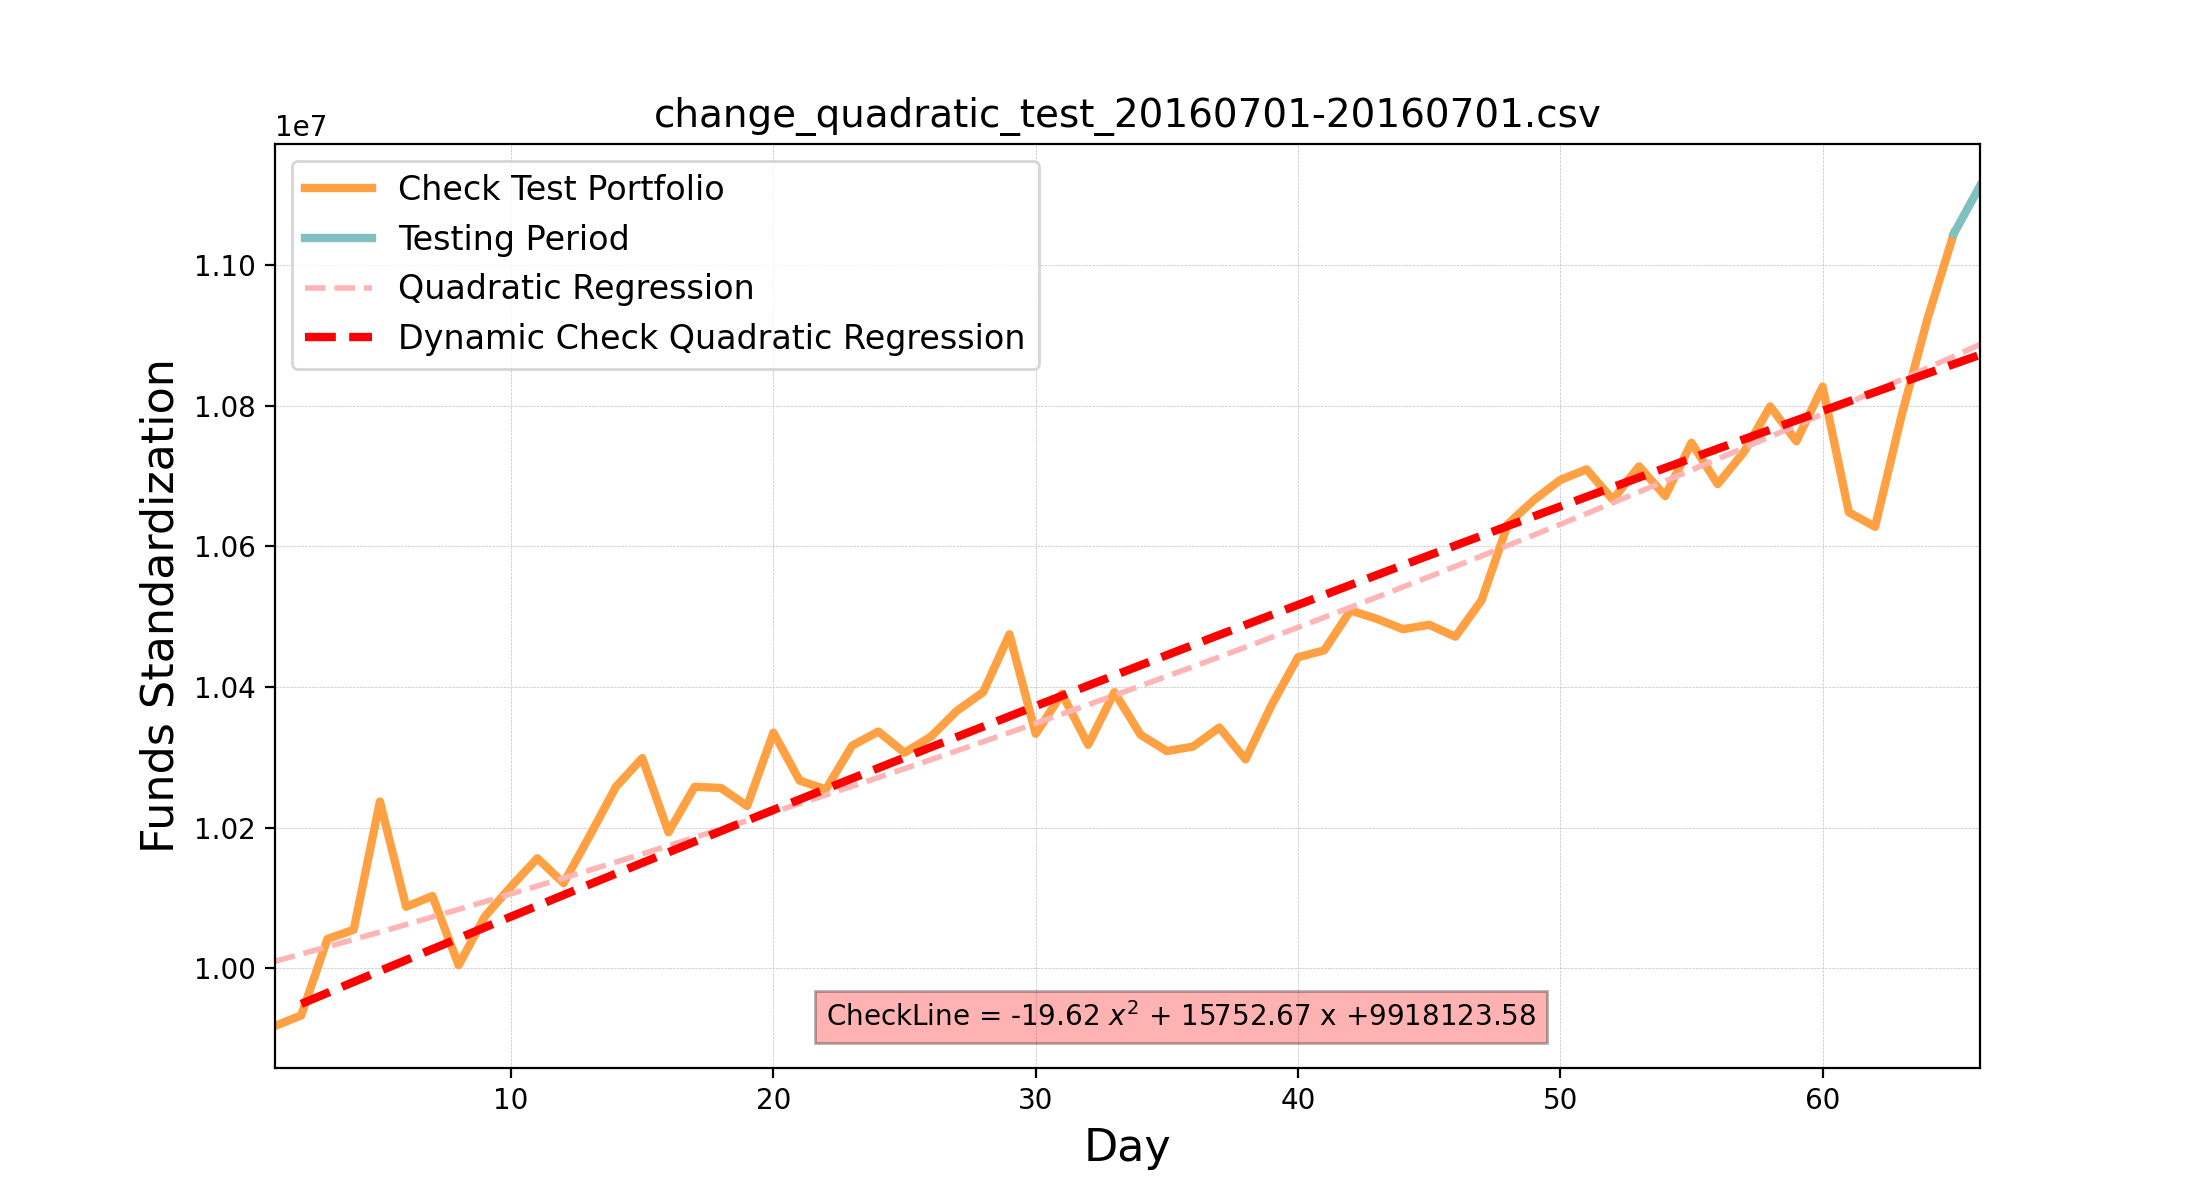 change_quadratic_test_20160701-20160701.csv
1e7
Check Test Portfolio
Testing Period
Quadratic Regression
Dynamic Check Quadratic Regression
Funds Standardization
1.10
1.08
1.06
1.04
1.02
1.00
CheckLine = -19.62 x² + 15752.67 x +9918123.58
10 20 30 40 50 60
Day